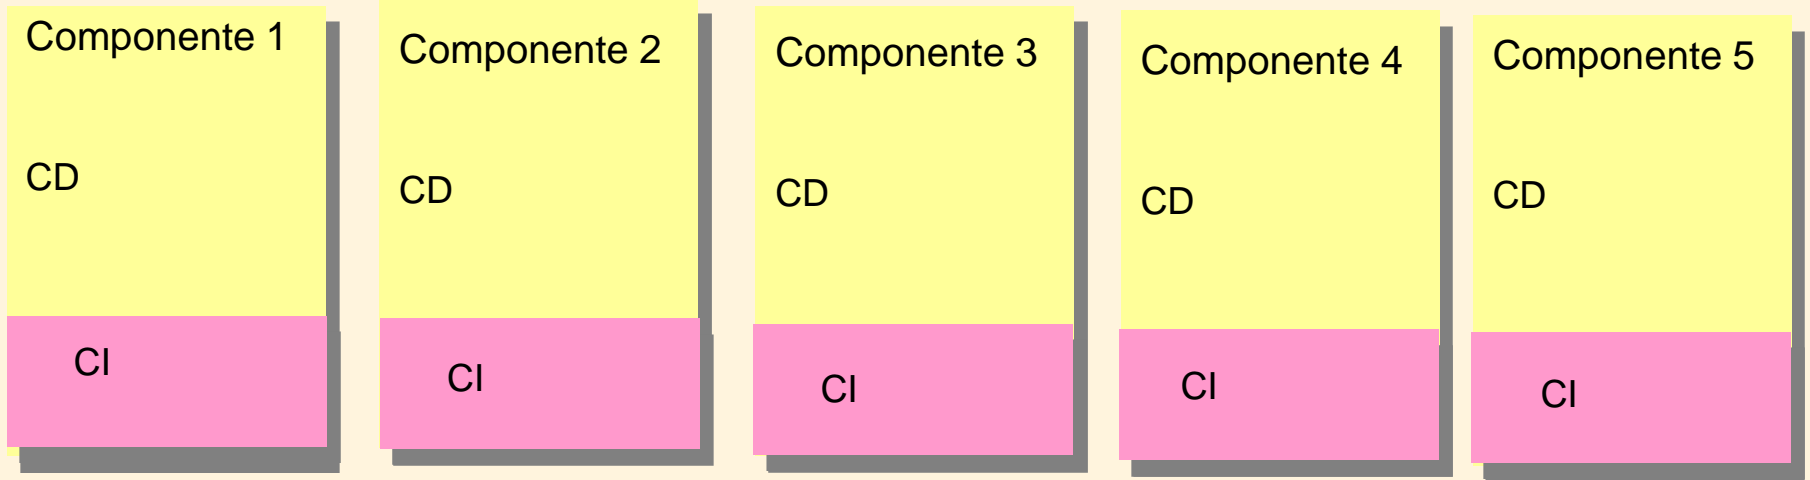 Componente 1
CD
CI
Componente 2
CD
CI
Componente 3
CD
CI
Componente 4
CD
CI
Componente 5
CD
CI